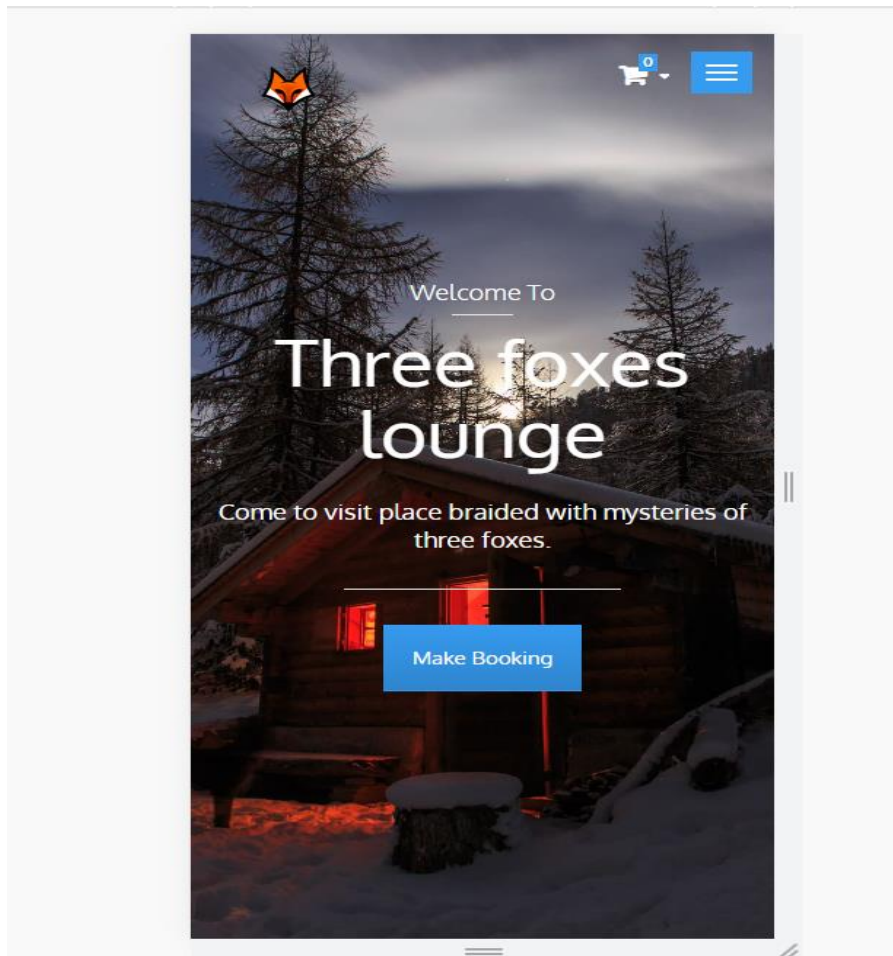 0
Welcome To
Three foxes
lounge
Come to visit place braided with mysteries of
three foxes.
Make Booking